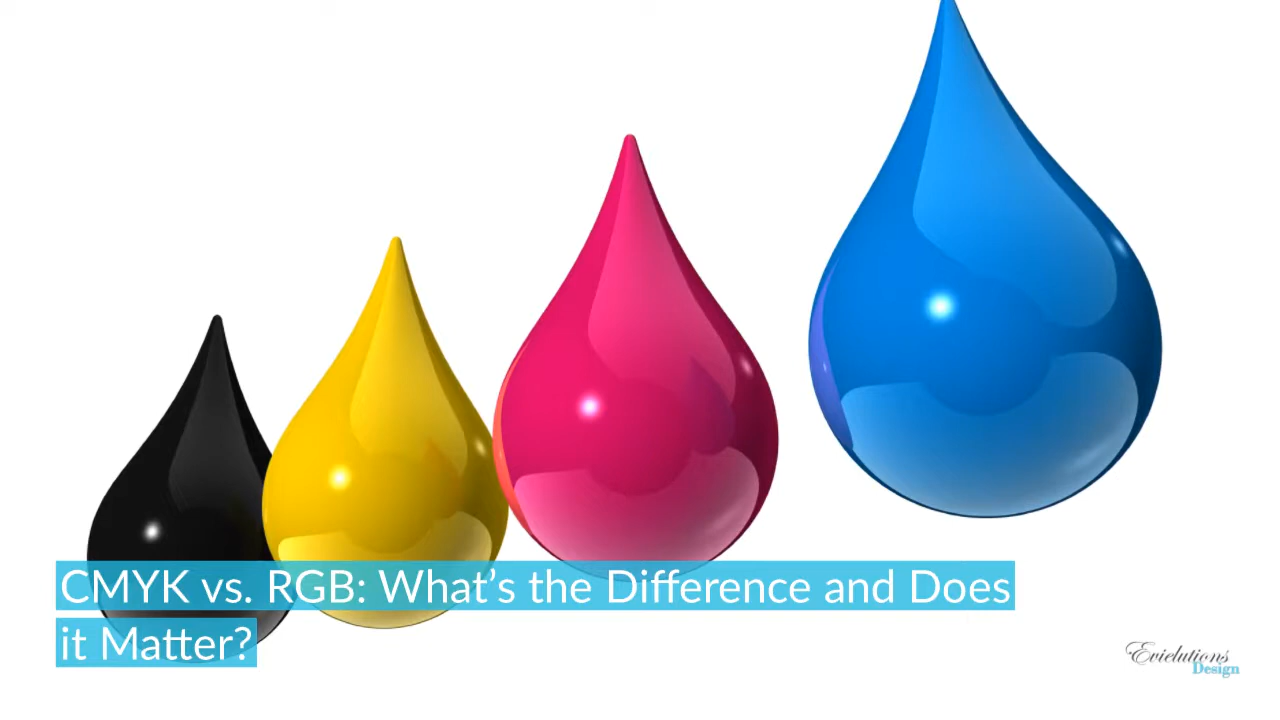 CMYK vs. RGB: What’s the Difference and Does
it Matter?
Evielutions
Design